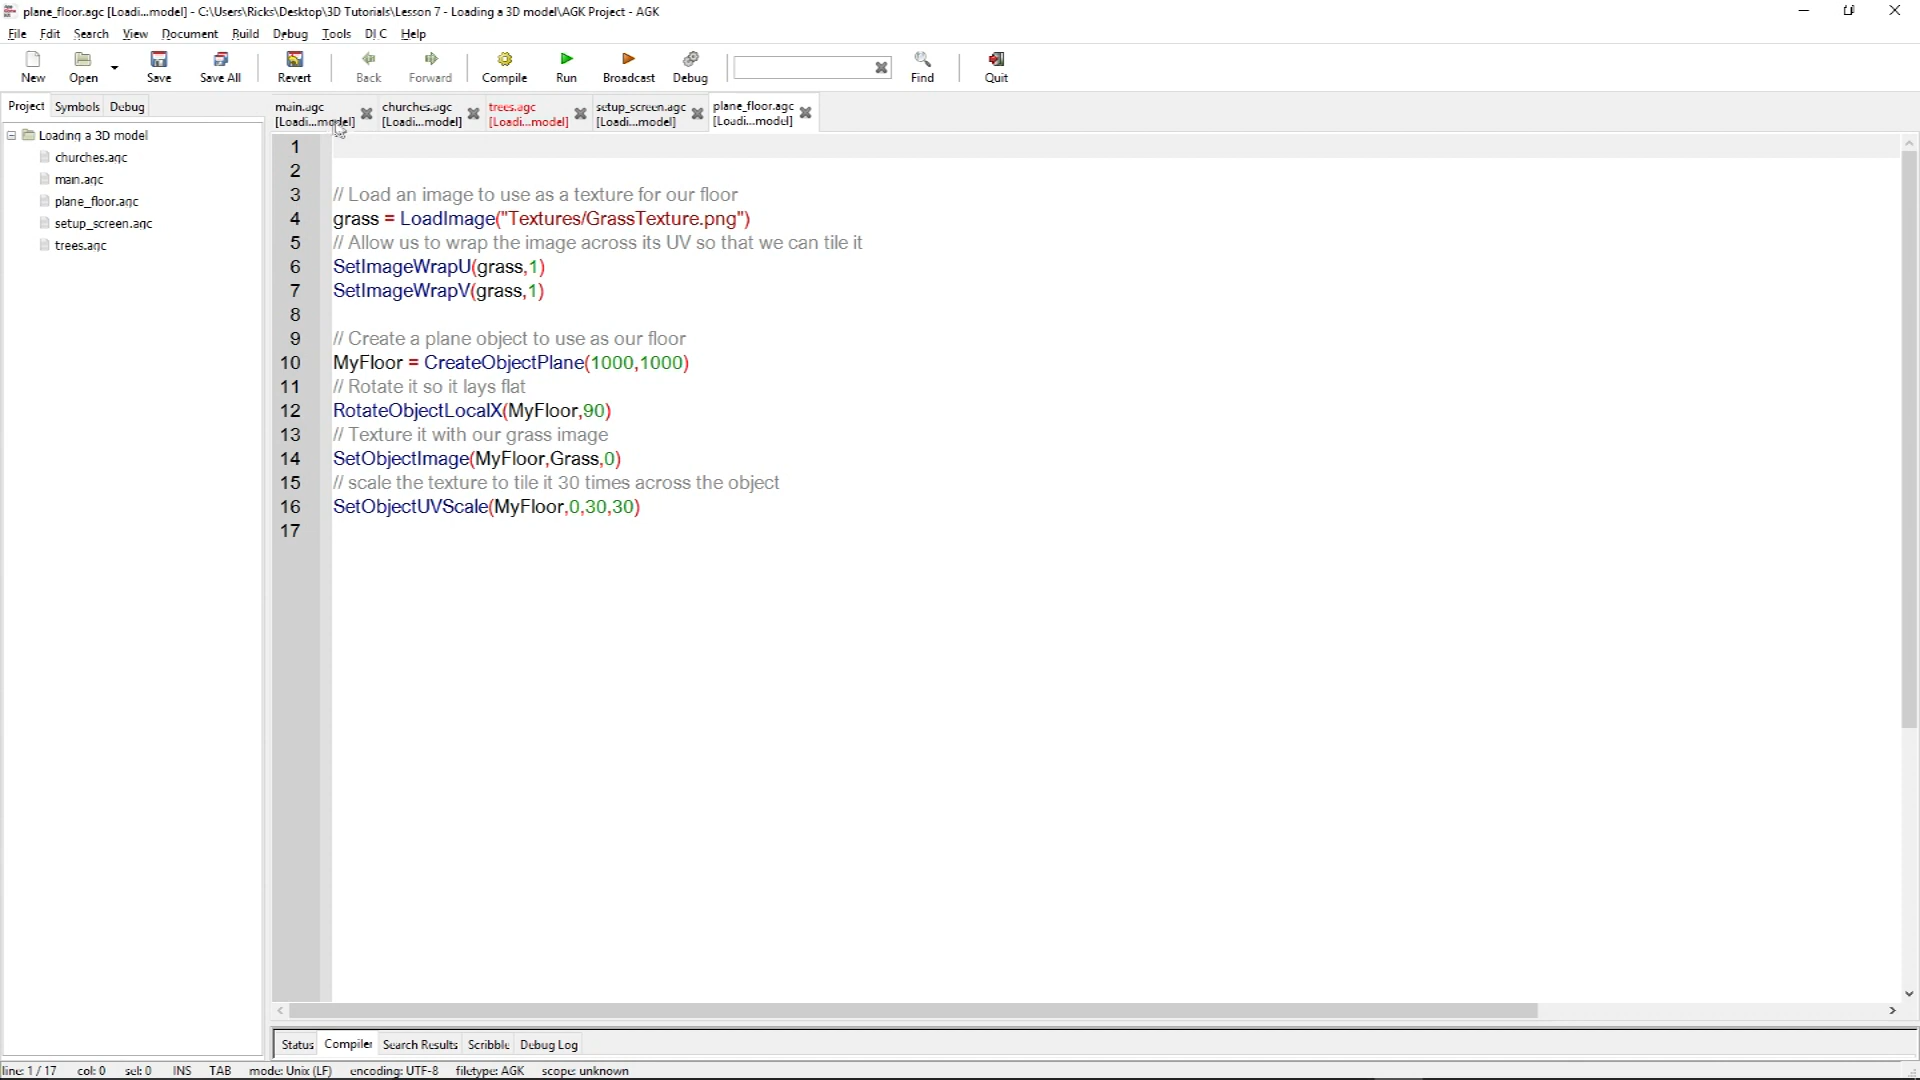 plane_floor.agc [Loadi...model] - C:\Users\Ricks\Desktop\3D Tutorials\Lesson 7 - Loading a 3D model\AGK Project - AGK
File Edit Search View Document Build Debug Tools DLC Help
New Open Save Save All Revert Back Forward Compile Run Broadcast Debug Find Quit
Project Symbols Debug
main.agc [Loadi...model] churches.agc [Loadi...model] trees.agc [Loadi...model] setup_screen.agc [Loadi...model] plane_floor.agc [Loadi...model]
Loading a 3D model
churches.agc
main.agc
plane_floor.agc
setup_screen.agc
trees.agc
1
2
3 // Load an image to use as a texture for our floor
4 grass = LoadImage("Textures/GrassTexture.png")
5 // Allow us to wrap the image across its UV so that we can tile it
6 SetImageWrapU(grass,1)
7 SetImageWrapV(grass,1)
8
9 // Create a plane object to use as our floor
10 MyFloor = CreateObjectPlane(1000,1000)
11 // Rotate it so it lays flat
12 RotateObjectLocalX(MyFloor,90)
13 // Texture it with our grass image
14 SetObjectImage(MyFloor,Grass,0)
15 // scale the texture to tile it 30 times across the object
16 SetObjectUVScale(MyFloor,0,30,30)
17
Status Compiler Search Results Scribble Debug Log
line: 1 / 17 col: 0 sel: 0 INS TAB mode: Unix (LF) encoding: UTF-8 filetype: AGK scope: unknown